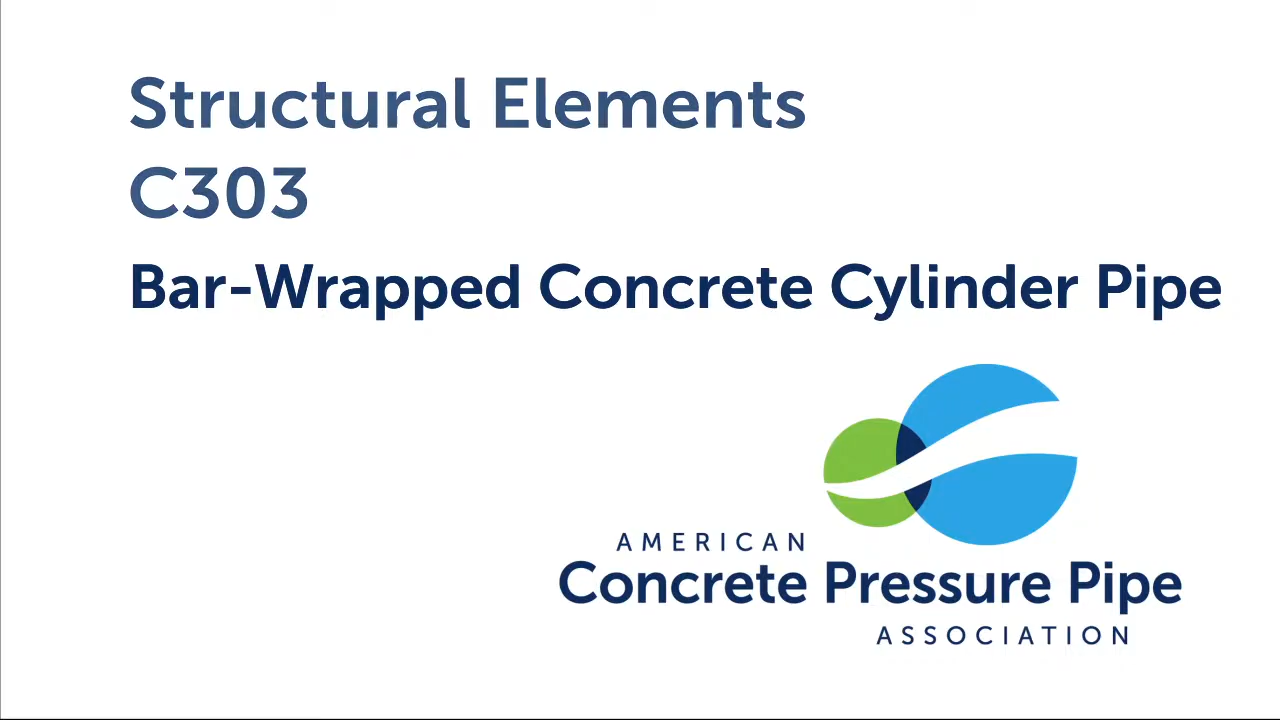 Structural Elements
C303
Bar-Wrapped Concrete Cylinder Pipe
AMERICAN
Concrete Pressure Pipe
ASSOCIATION